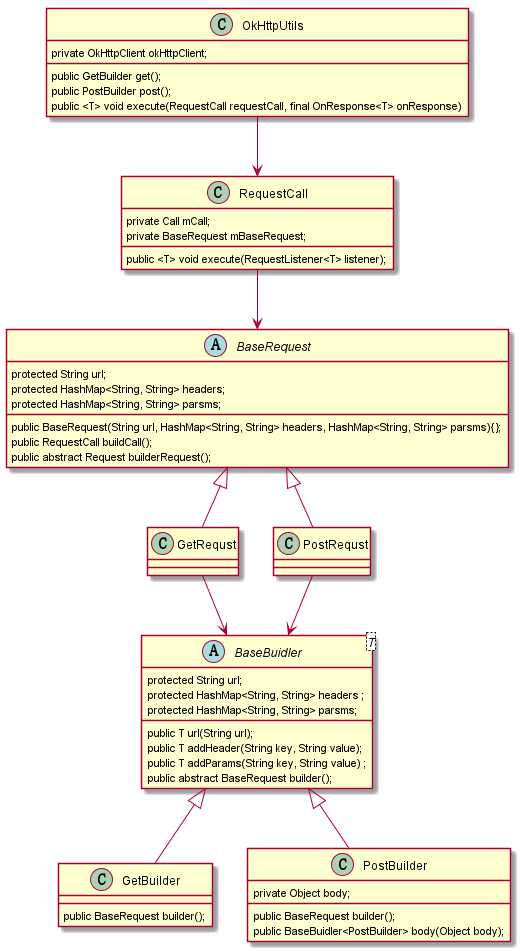 C OkHttpUtils
private OkHttpClient okHttpClient;
public GetBuilder get();
public PostBuilder post();
public <T> void execute(RequestCall requestCall, final OnResponse<T> onResponse)
C RequestCall
private Call mCall;
private BaseRequest mBaseRequest;
public <T> void execute(RequestListener<T> listener);
A BaseRequest
protected String url;
protected HashMap<String, String> headers;
protected HashMap<String, String> parsms;
public BaseRequest(String url, HashMap<String, String> headers, HashMap<String, String> parsms){};
public RequestCall buildCall();
public abstract Request builderRequest();
C GetRequst
C PostRequst
A BaseBuidler
T
protected String url;
protected HashMap<String, String> headers ;
protected HashMap<String, String> parsms;
public T url(String url);
public T addHeader(String key, String value);
public T addParams(String key, String value) ;
public abstract BaseRequest builder();
C GetBuilder
public BaseRequest builder();
C PostBuilder
private Object body;
public BaseRequest builder();
public BaseBuidler<PostBuilder> body(Object body);